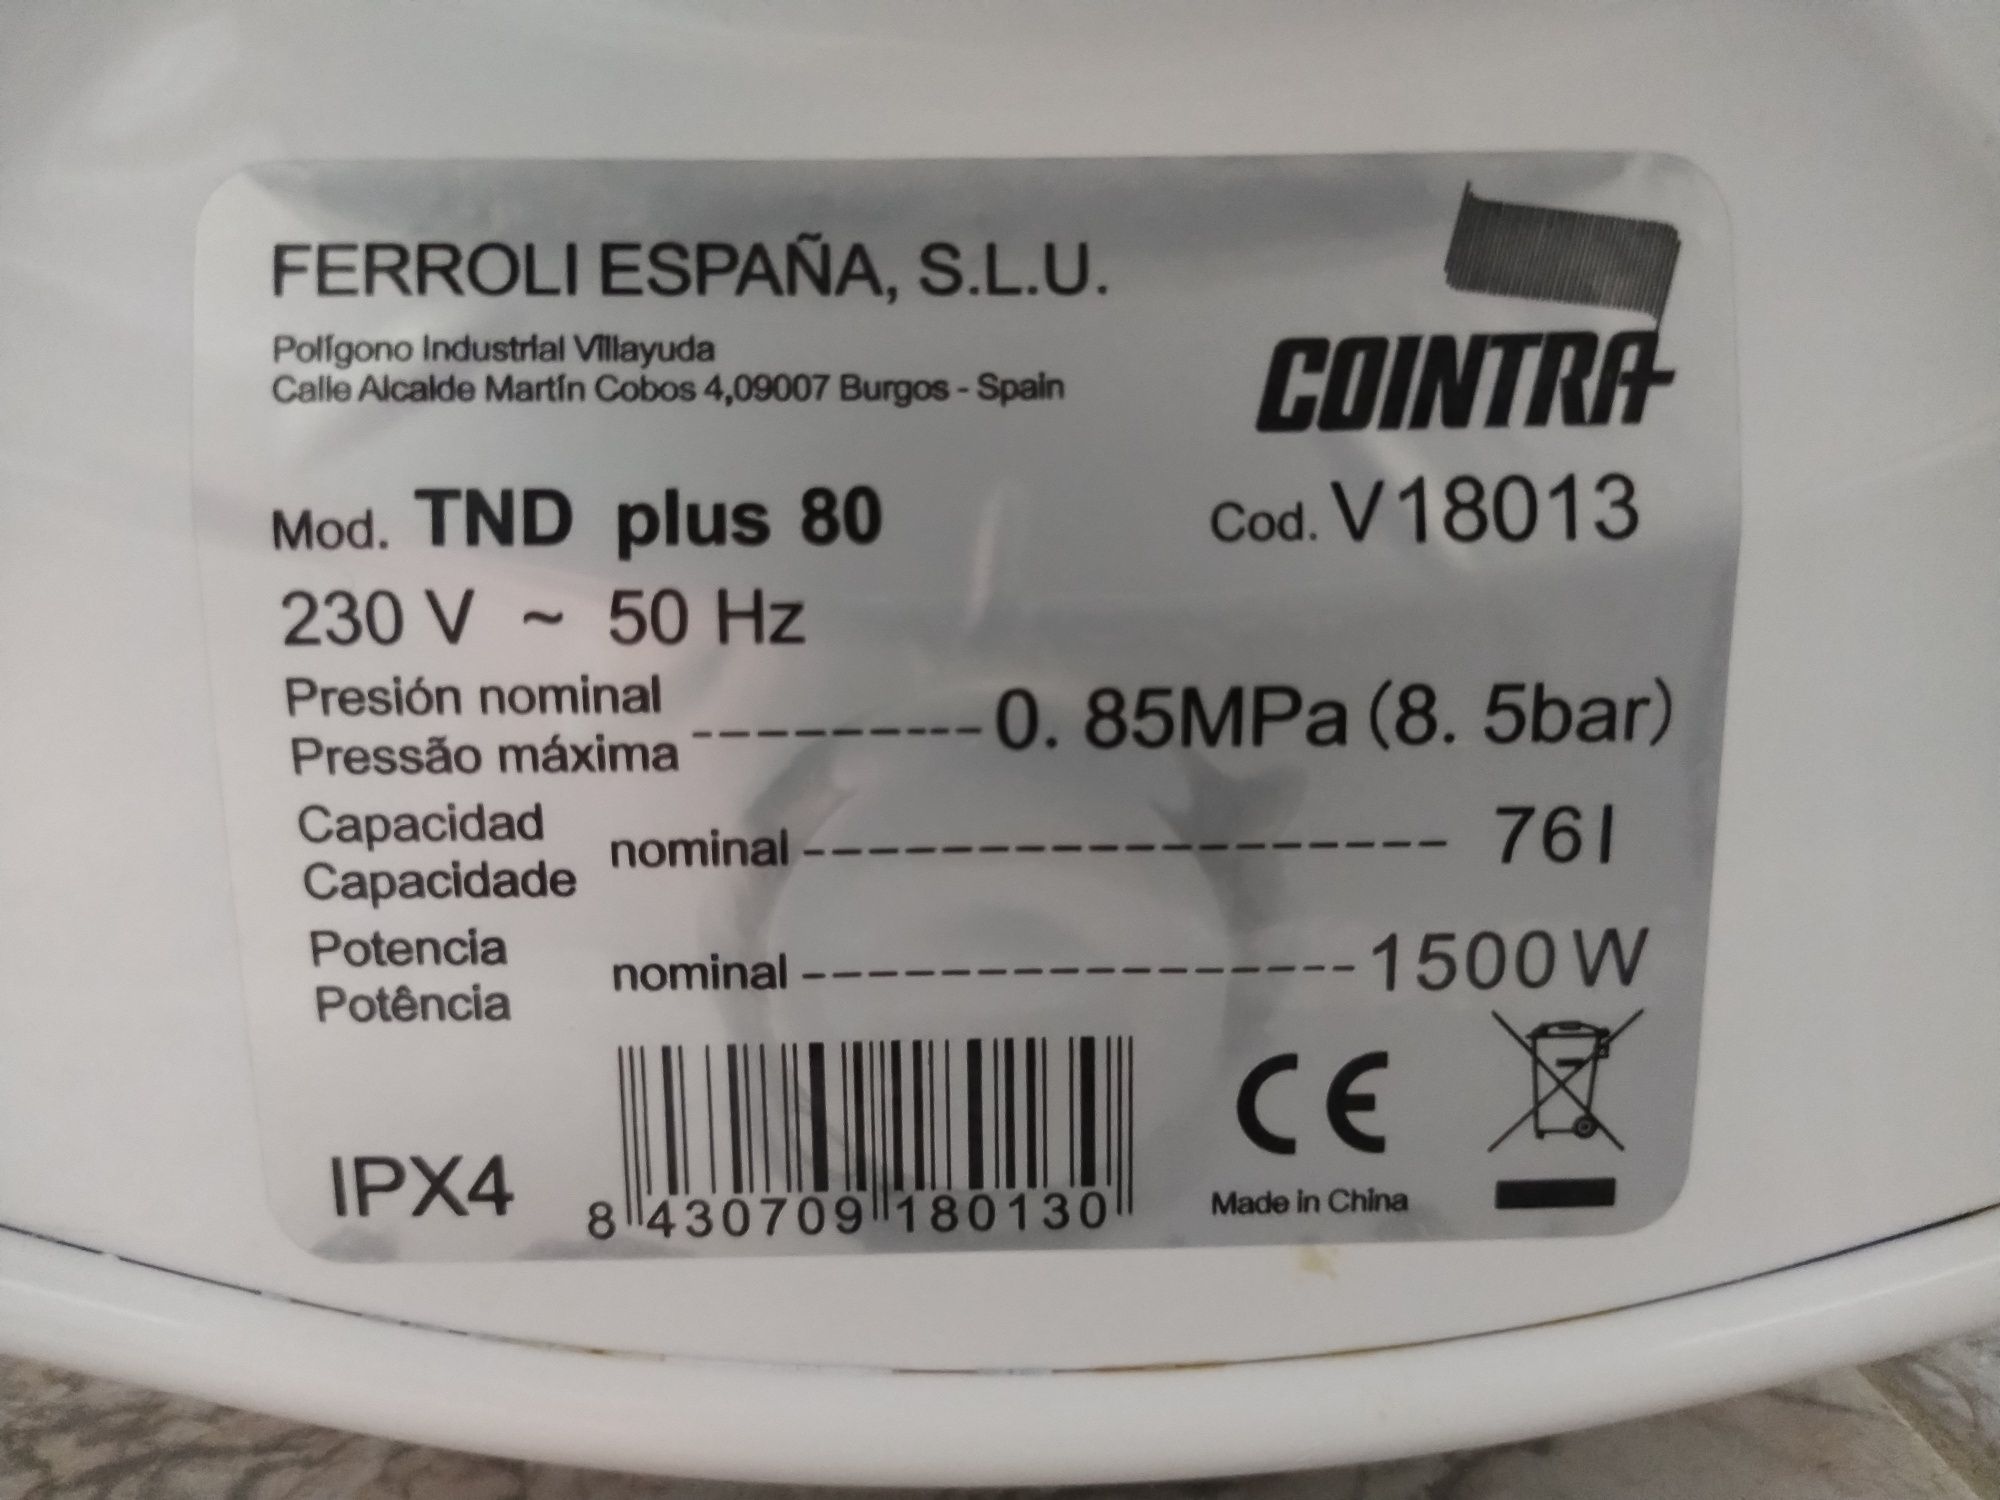 FERROLI ESPAÑA, S.L.U.
Polígono Industrial Villayuda
Calle Alcalde Martín Cobos 4,09007 Burgos - Spain
COINTRA
Mod. TND plus 80
Cod. V18013
230 V ~ 50 Hz
Presión nominal
Pressão máxima
0. 85MPa (8. 5bar)
Capacidad
Capacidade
nominal
76l
Potencia
Potência
nominal
1500 W
IPX4
8 430709 180130
CE
Made in China